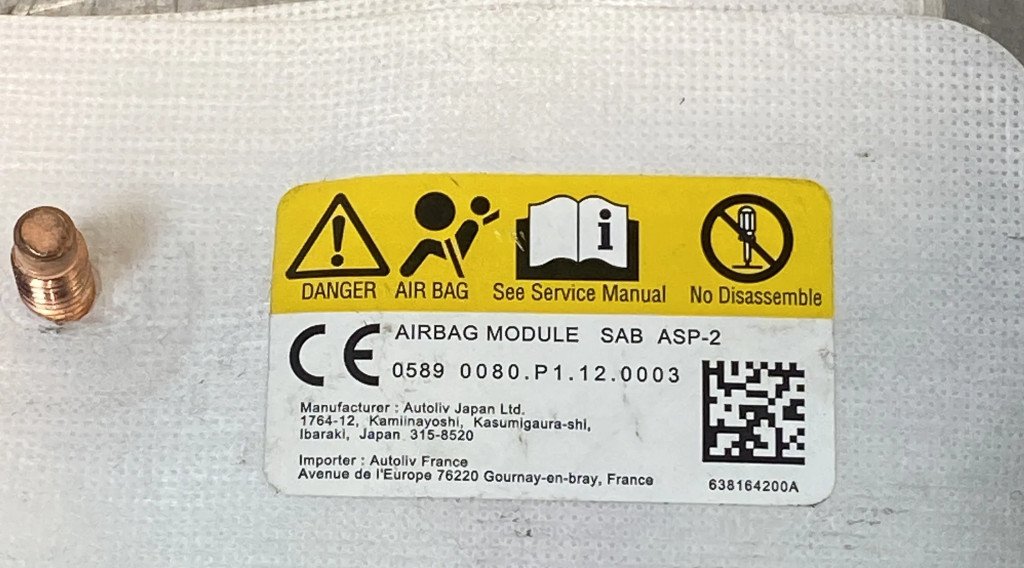 DANGER AIR BAG See Service Manual No Disassemble
CE AIRBAG MODULE SAB ASP-2
0589 0080.P1.12.0003
Manufacturer : Autoliv Japan Ltd.
1764-12, Kamiinayoshi, Kasumigaura-shi,
Ibaraki, Japan 315-8520
Importer : Autoliv France
Avenue de l'Europe 76220 Gournay-en-bray, France
638164200A